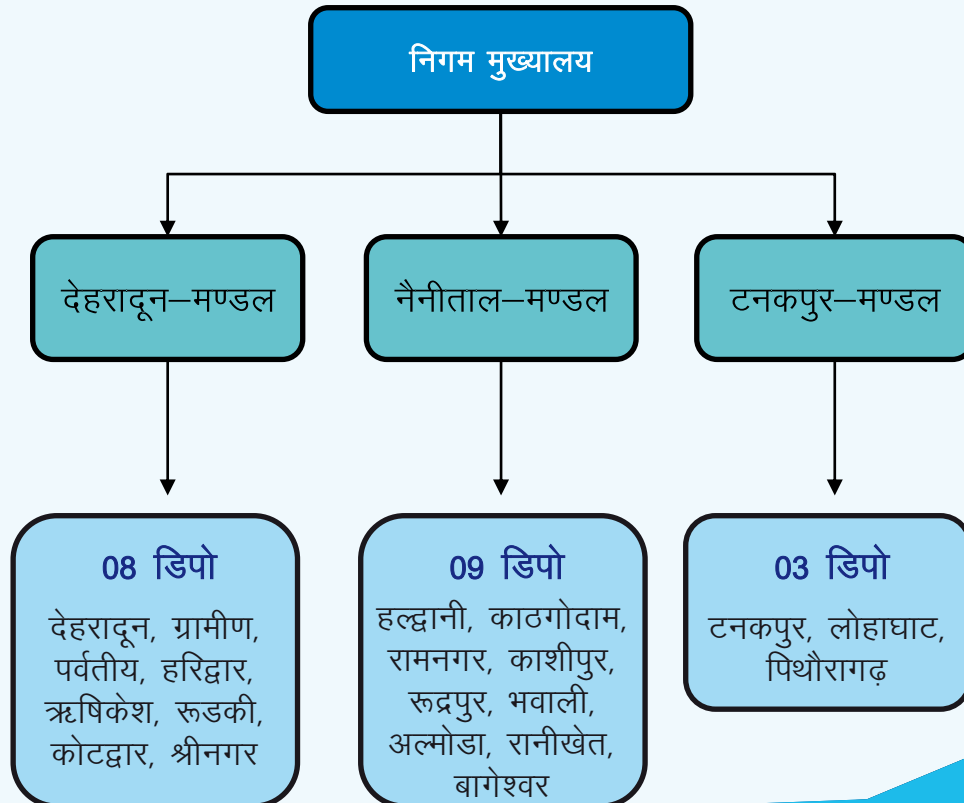 निगम मुख्यालय
देहरादून–मण्डल
नैनीताल–मण्डल
टनकपुर–मण्डल
08 डिपो
देहरादून, ग्रामीण,
पर्वतीय, हरिद्वार,
ऋषिकेश, रूडकी,
कोटद्वार, श्रीनगर
09 डिपो
हल्द्वानी, काठगोदाम,
रामनगर, काशीपुर,
रूद्रपुर, भवाली,
अल्मोडा, रानीखेत,
बागेश्वर
03 डिपो
टनकपुर, लोहाघाट,
पिथौरागढ़